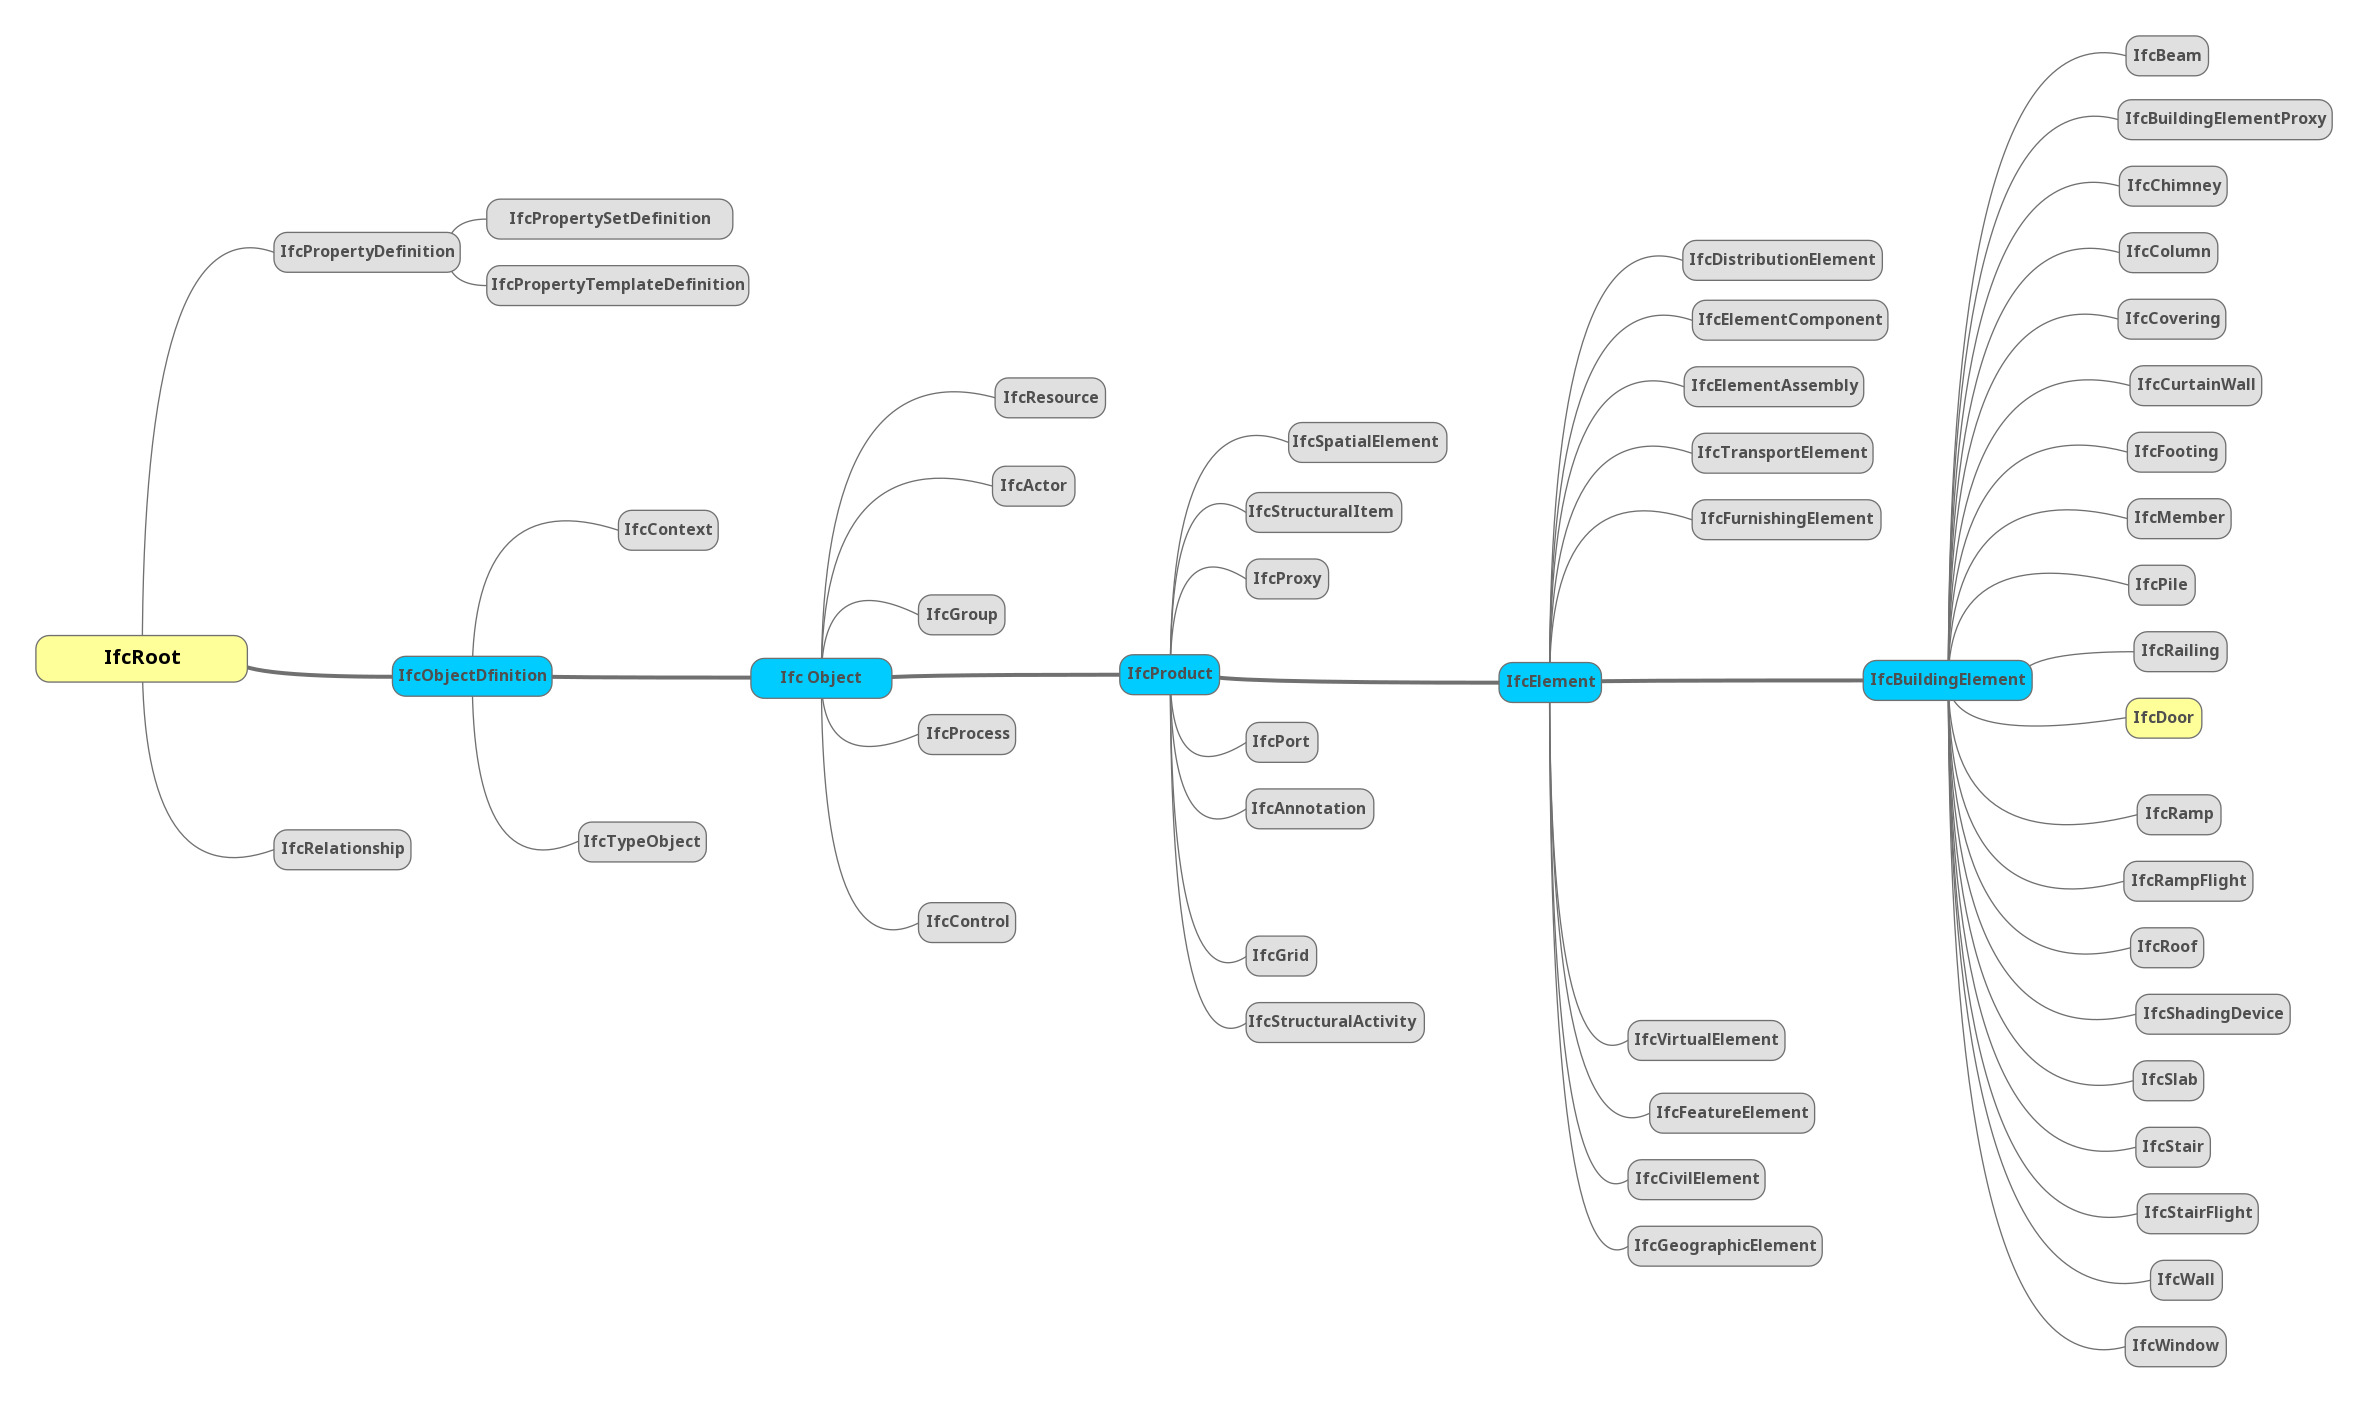 IfcRoot
IfcPropertyDefinition
IfcPropertySetDefinition
IfcPropertyTemplateDefinition
IfcObjectDfinition
IfcRelationship
IfcContext
IfcTypeObject
Ifc Object
IfcResource
IfcActor
IfcGroup
IfcProcess
IfcControl
IfcProduct
IfcSpatialElement
IfcStructuralItem
IfcProxy
IfcPort
IfcAnnotation
IfcGrid
IfcStructuralActivity
IfcElement
IfcDistributionElement
IfcElementComponent
IfcElementAssembly
IfcTransportElement
IfcFurnishingElement
IfcVirtualElement
IfcFeatureElement
IfcCivilElement
IfcGeographicElement
IfcBuildingElement
IfcBeam
IfcBuildingElementProxy
IfcChimney
IfcColumn
IfcCovering
IfcCurtainWall
IfcFooting
IfcMember
IfcPile
IfcRailing
IfcDoor
IfcRamp
IfcRampFlight
IfcRoof
IfcShadingDevice
IfcSlab
IfcStair
IfcStairFlight
IfcWall
IfcWindow